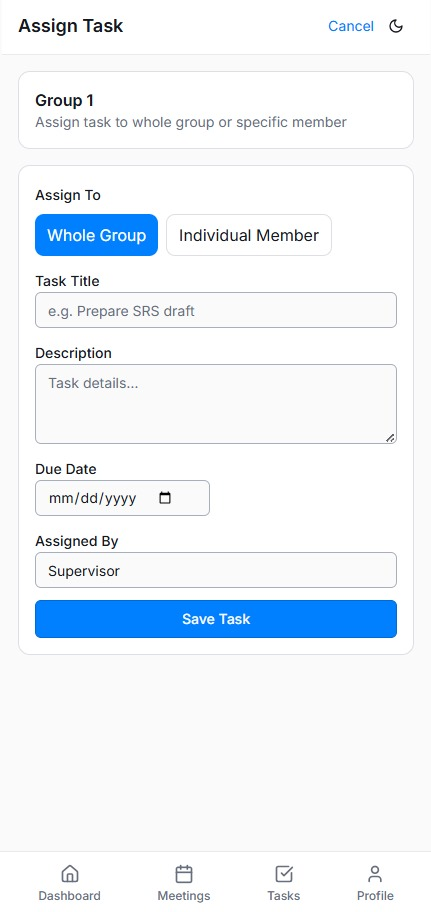 Assign Task
Cancel
Group 1
Assign task to whole group or specific member
Assign To
Whole Group
Individual Member
Task Title
e.g. Prepare SRS draft
Description
Task details...
Due Date
mm/dd/yyyy
Assigned By
Supervisor
Save Task
Dashboard
Meetings
Tasks
Profile